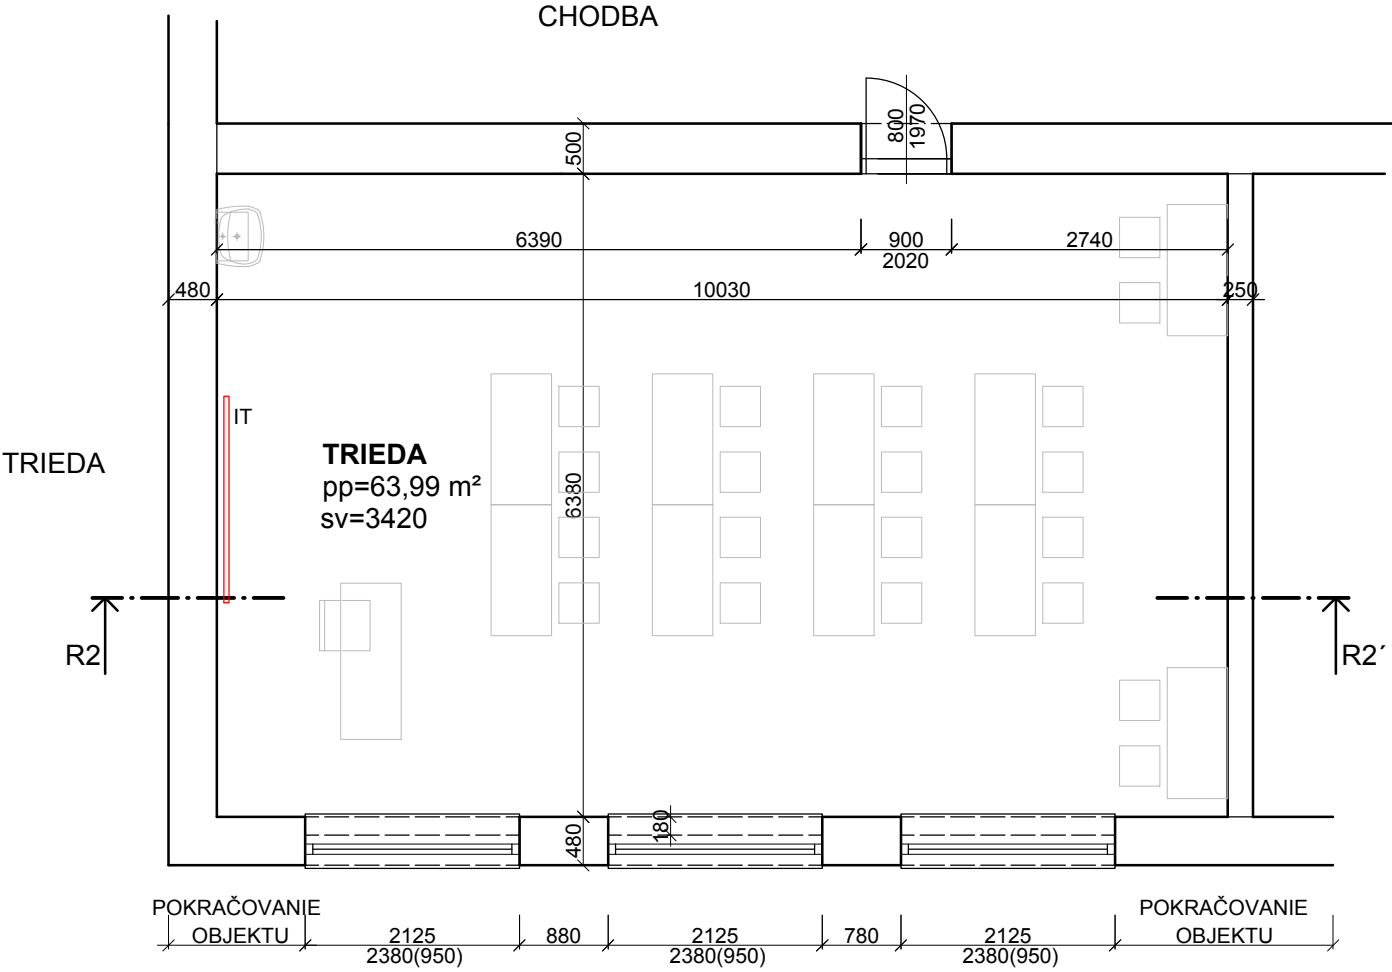 CHODBA
800
1970
500
6390
900
2020
2740
480
10030
250
IT
TRIEDA
TRIEDA
pp=63,99 m²
sv=3420
6380
R2
R2´
180
480
POKRAČOVANIE
OBJEKTU
2125
2380(950)
880
2125
2380(950)
780
2125
2380(950)
POKRAČOVANIE
OBJEKTU